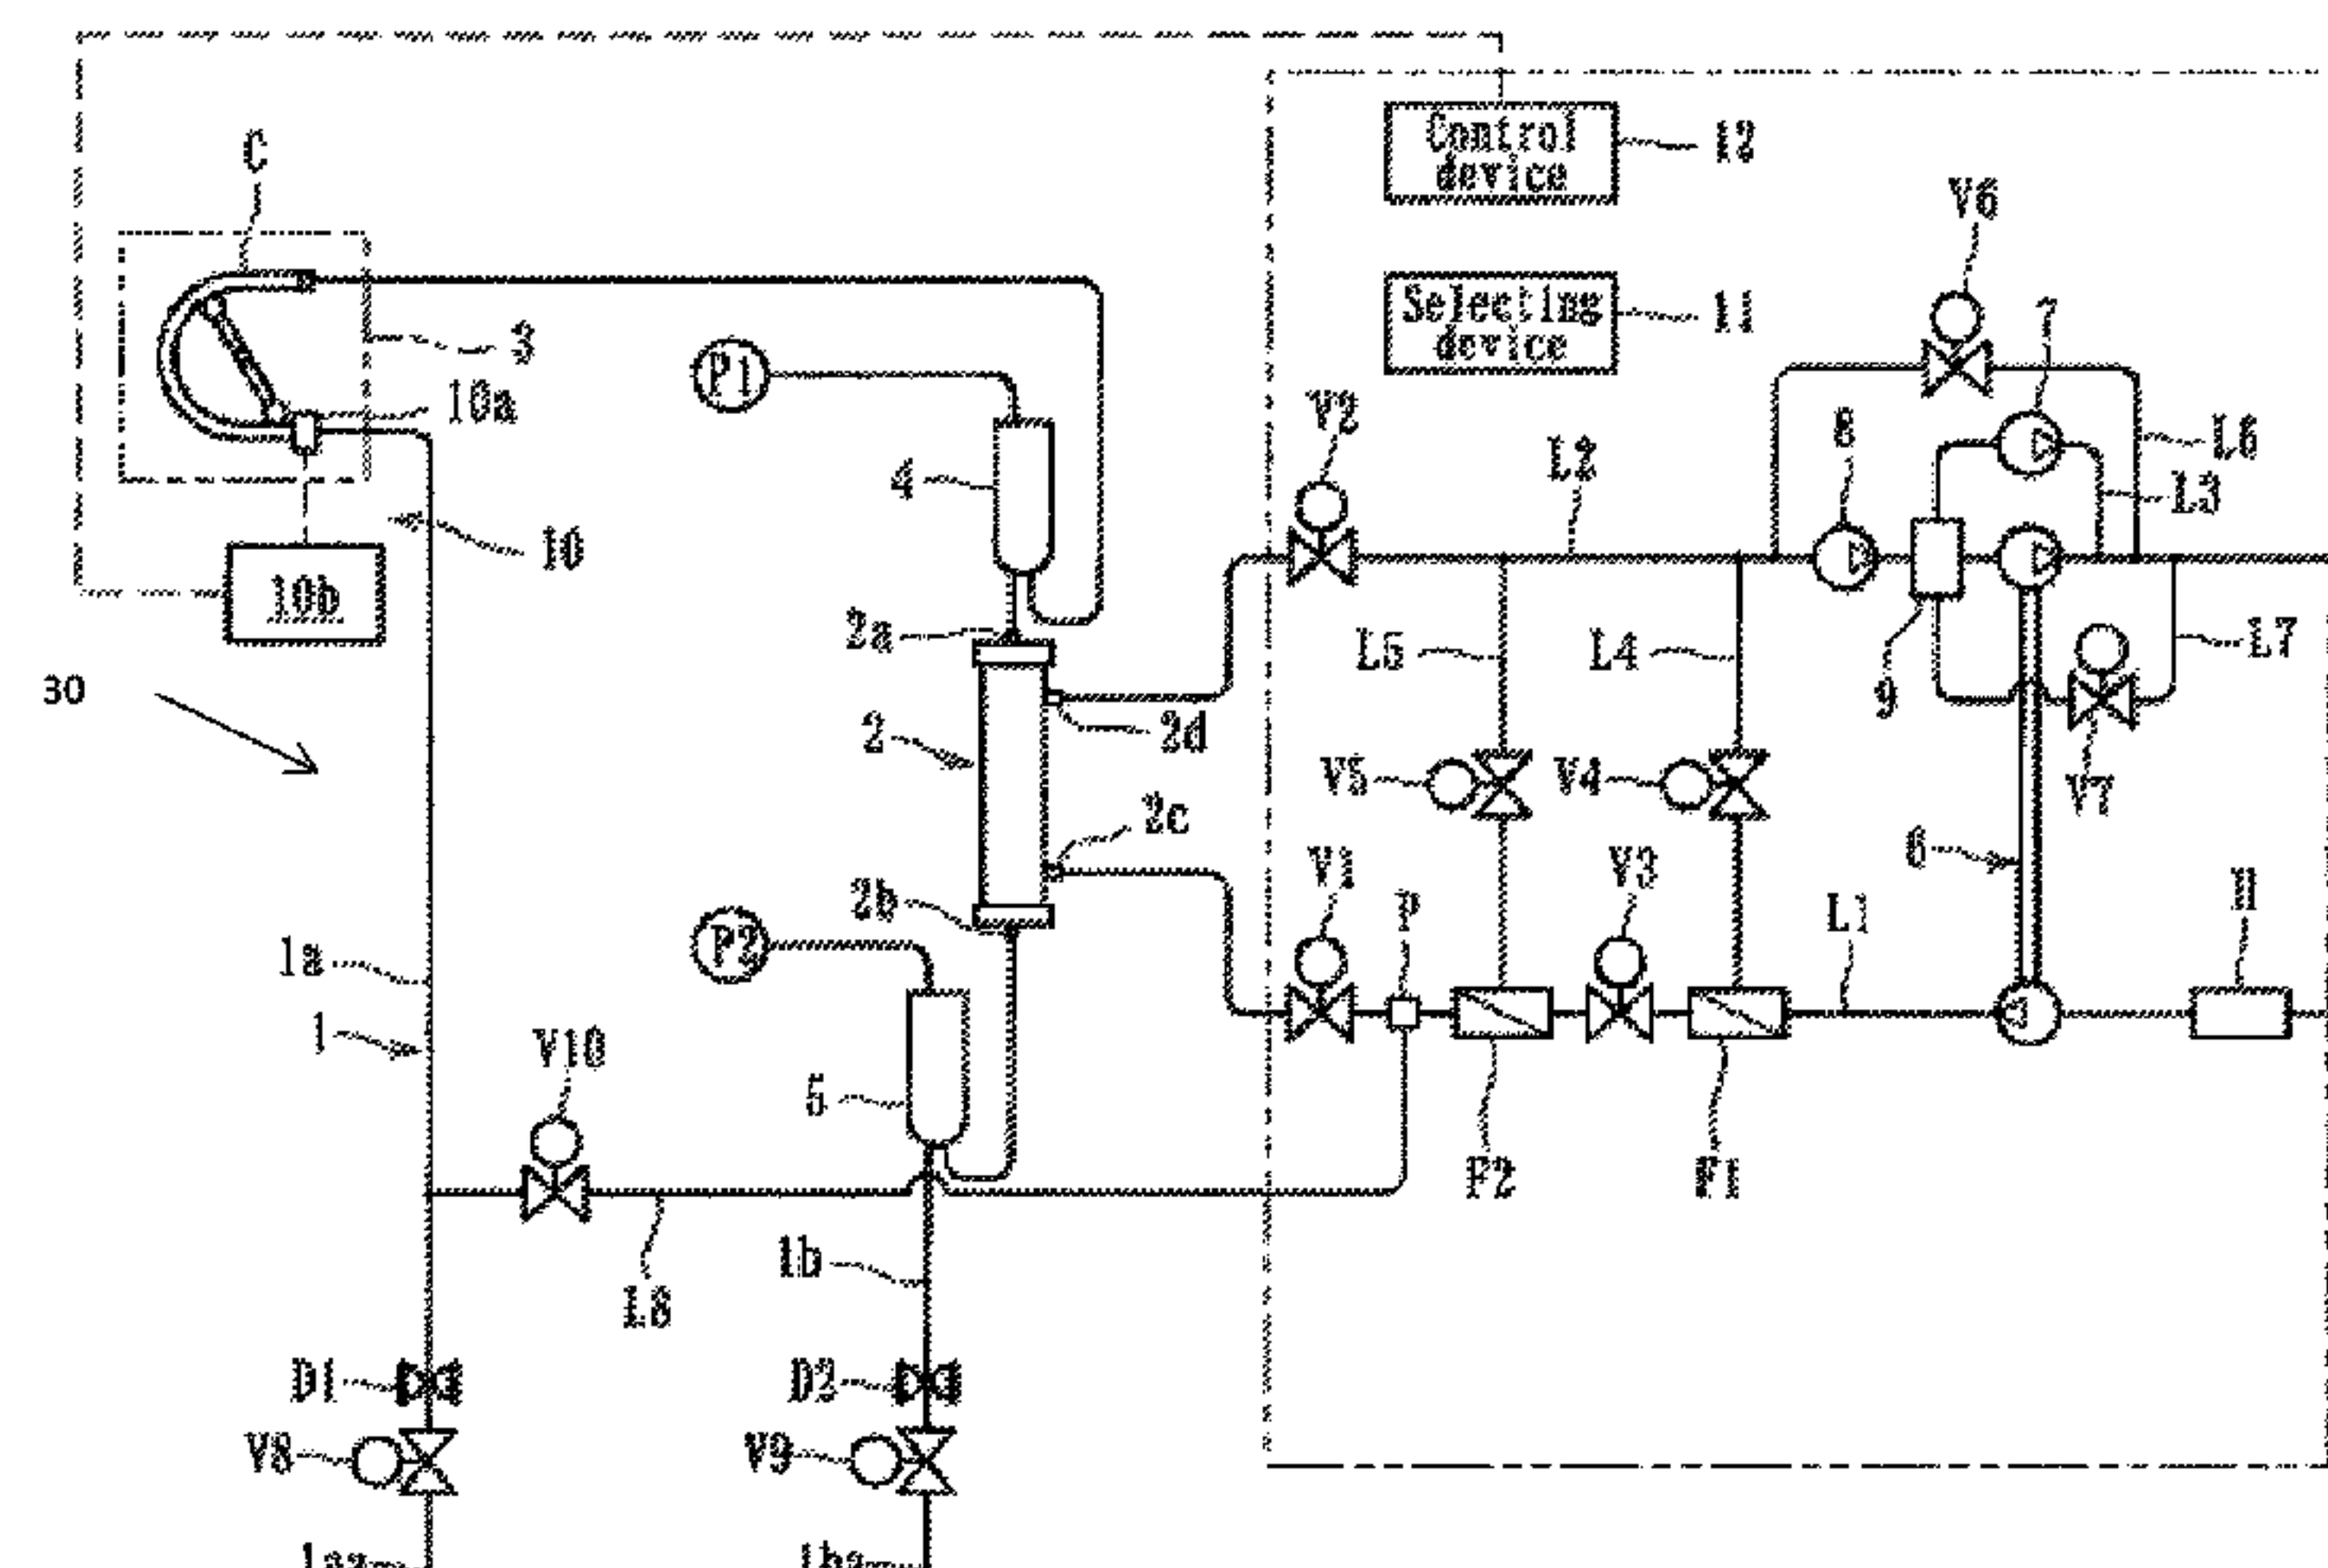 C
Control
device
12
V6
Selecting
device
11
7
3
P1
10a
V2
8
L6
L2
4
L3
10
10b
2a
L5
L4
L7
30
9
2
2d
V5
V4
V7
2c
V1
V3
6
2b
P
H
L1
P2
1a
1
V10
5
F2
F1
1b
L8
D1
D2
V8
V9
1aa
1ba